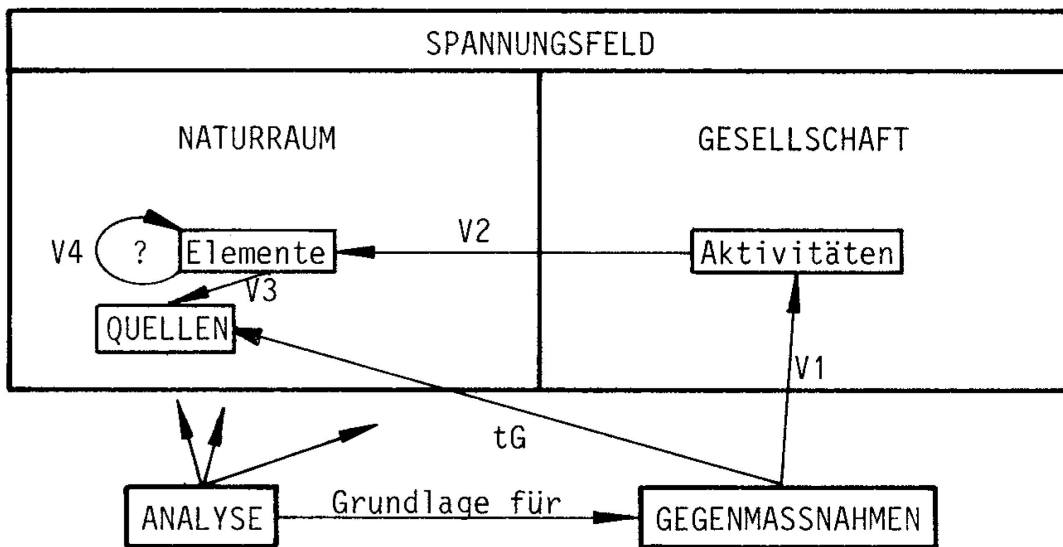 SPANNUNGSFELD
NATURRAUM
GESELLSCHAFT
V4
?
Elemente
V2
Aktivitäten
V3
QUELLEN
V1
tG
ANALYSE
Grundlage für
GEGENMASSNAHMEN